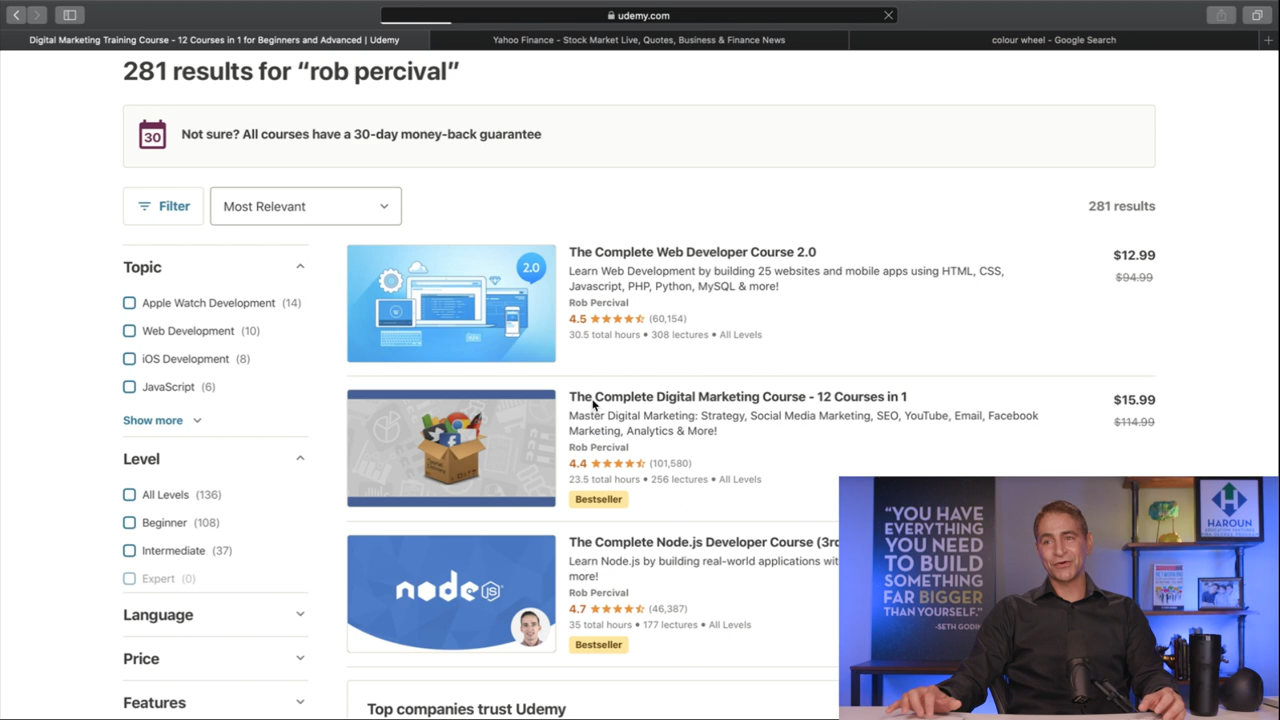 udemy.com
Digital Marketing Training Course - 12 Courses in 1 for Beginners and Advanced | Udemy
Yahoo Finance - Stock Market Live, Quotes, Business & Finance News
colour wheel - Google Search
281 results for “rob percival”
30
Not sure? All courses have a 30-day money-back guarantee
Filter
Most Relevant
281 results
Topic
Apple Watch Development (14)
Web Development (10)
iOS Development (8)
JavaScript (6)
Show more
Level
All Levels (136)
Beginner (108)
Intermediate (37)
Expert (0)
Language
Price
Features
2.0
The Complete Web Developer Course 2.0
$12.99
Learn Web Development by building 25 websites and mobile apps using HTML, CSS,
$94.99
Javascript, PHP, Python, MySQL & more!
Rob Percival
4.5 (60,154)
30.5 total hours • 308 lectures • All Levels
The Complete Digital Marketing Course - 12 Courses in 1
$15.99
Master Digital Marketing: Strategy, Social Media Marketing, SEO, YouTube, Email, Facebook
$114.99
Marketing, Analytics & More!
Rob Percival
4.4 (101,580)
23.5 total hours • 256 lectures • All Levels
Bestseller
node JS
The Complete Node.js Developer Course (3rd
Learn Node.js by building real-world applications wit
more!
Rob Percival
4.7 (46,387)
35 total hours • 177 lectures • All Levels
Bestseller
Top companies trust Udemy
“YOU HAVE
EVERYTHING
YOU NEED
TO BUILD
SOMETHING
FAR BIGGER
THAN YOURSELF.”
-SETH GODIN
H
HAROUN